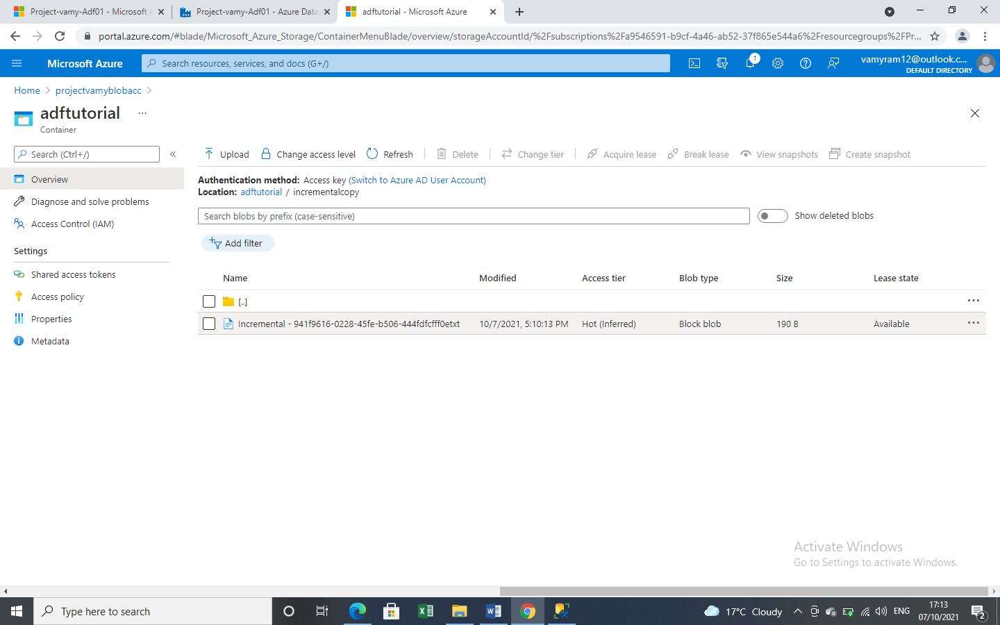 Project-vamy-Adf01 - Microsoft A
Project-vamy-Adf01 - Azure Data
adftutorial - Microsoft Azure
portal.azure.com/#blade/Microsoft_Azure_Storage/ContainerMenuBlade/overview/storageAccountId/%2Fsubscriptions%2Fa9546591-b9cf-4a46-ab52-37f865e544a6%2Fresourcegroups%2FPr...
Microsoft Azure
Search resources, services, and docs (G+/)
1
vamyram12@outlook.c...
DEFAULT DIRECTORY
Home > projectvamyblobacc >
adftutorial ...
Container
Search (Ctrl+/)
«
Upload
Change access level
Refresh
Delete
Change tier
Acquire lease
Break lease
View snapshots
Create snapshot
Overview
Diagnose and solve problems
Access Control (IAM)
Settings
Shared access tokens
Access policy
Properties
Metadata
Authentication method: Access key (Switch to Azure AD User Account)
Location: adftutorial / incrementalcopy
Search blobs by prefix (case-sensitive)
Show deleted blobs
Add filter
Name Modified Access tier Blob type Size Lease state
[..]
Incremental - 941f9616-0228-45fe-b506-444fdfcfff0etxt 10/7/2021, 5:10:13 PM Hot (Inferred) Block blob 190 B Available
Activate Windows
Go to Settings to activate Windows.
Type here to search
17°C Cloudy
ENG
17:13
07/10/2021
2